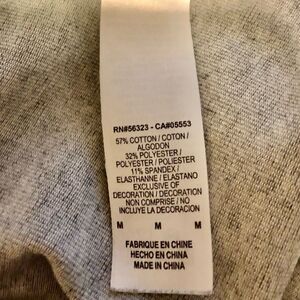 RN#56323 - CA#05553
57% COTTON / COTON /
ALGODON
32% POLYESTER /
POLYESTER / POLIESTER
11% SPANDEX /
ELASTHANNE / ELASTANO
EXCLUSIVE OF
DECORATION / DECORATION
NON COMPRISE / NO
INCLUYE LA DECORACION
M M M
FABRIQUE EN CHINE
HECHO EN CHINA
MADE IN CHINA